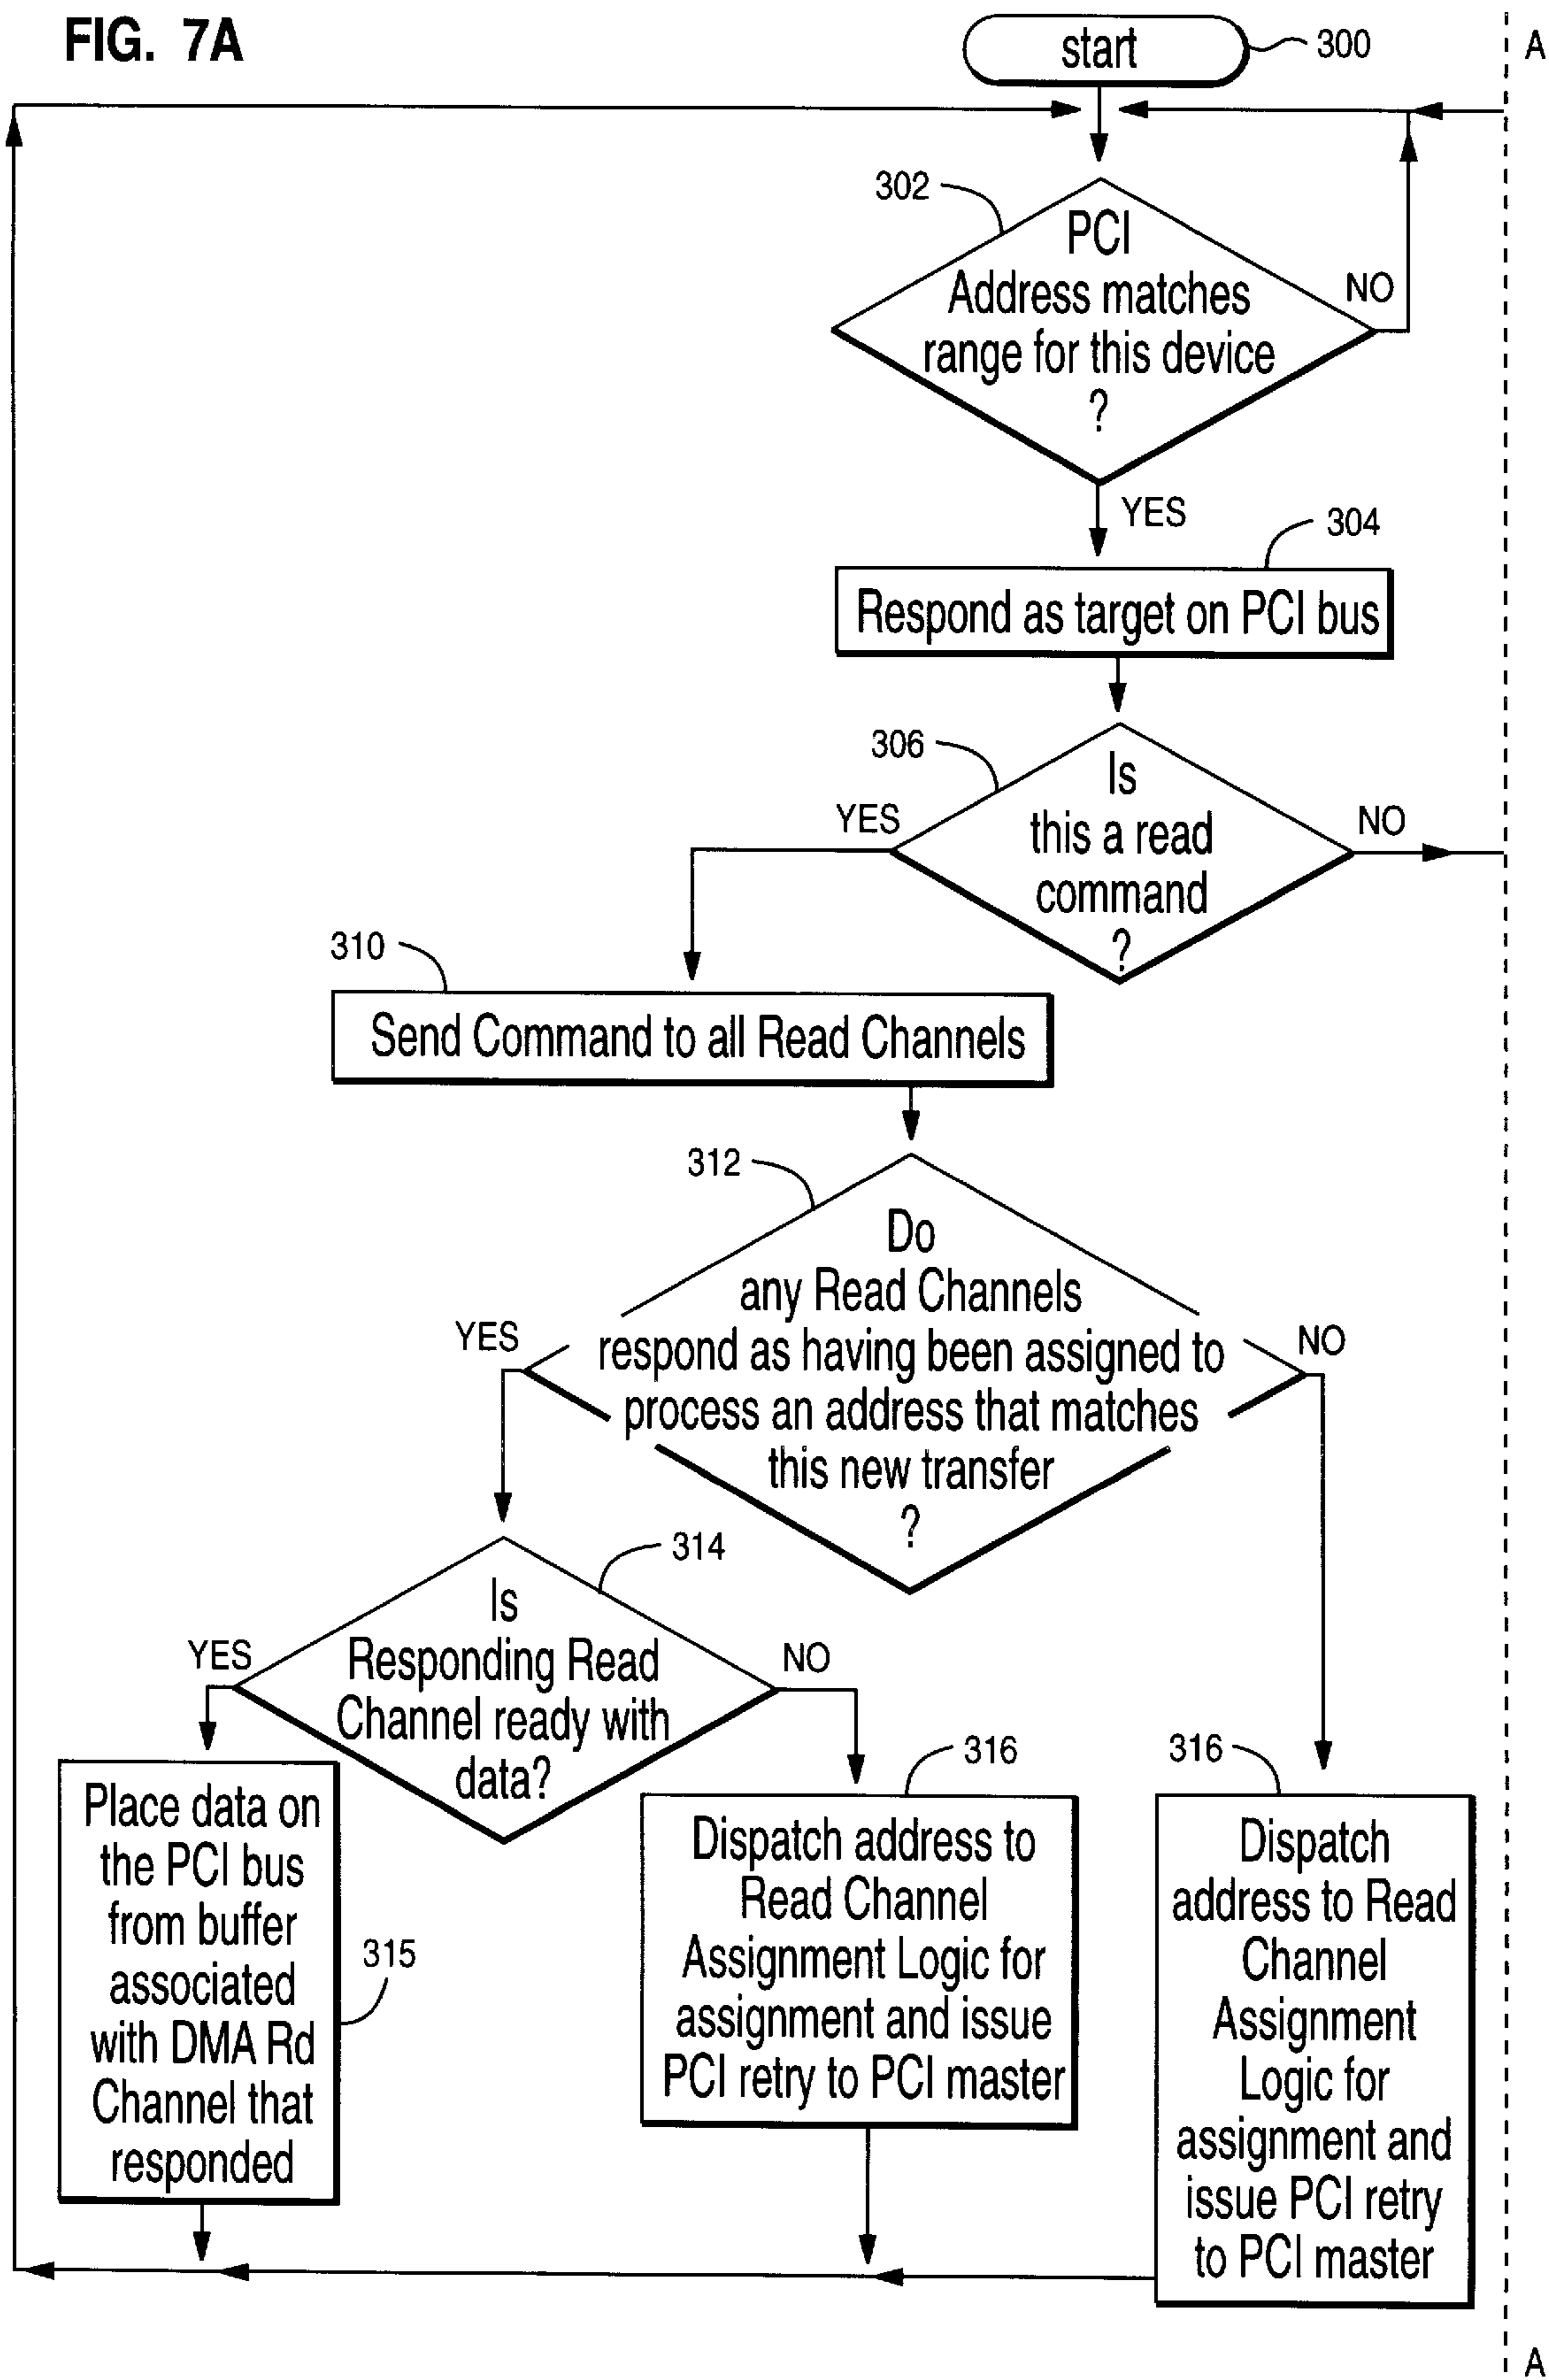 FIG. 7A
start
300
A
302
PCI
Address matches
range for this device
?
NO
YES
304
Respond as target on PCI bus
306
Is
this a read
command
?
YES
NO
310
Send Command to all Read Channels
312
Do
any Read Channels
respond as having been assigned to
process an address that matches
this new transfer
?
YES
NO
314
Is
Responding Read
Channel ready with
data?
YES
NO
Place data on
the PCI bus
from buffer
associated
with DMA Rd
Channel that
responded
315
316
Dispatch address to
Read Channel
Assignment Logic for
assignment and issue
PCI retry to PCI master
316
Dispatch
address to Read
Channel
Assignment
Logic for
assignment and
issue PCI retry
to PCI master
A